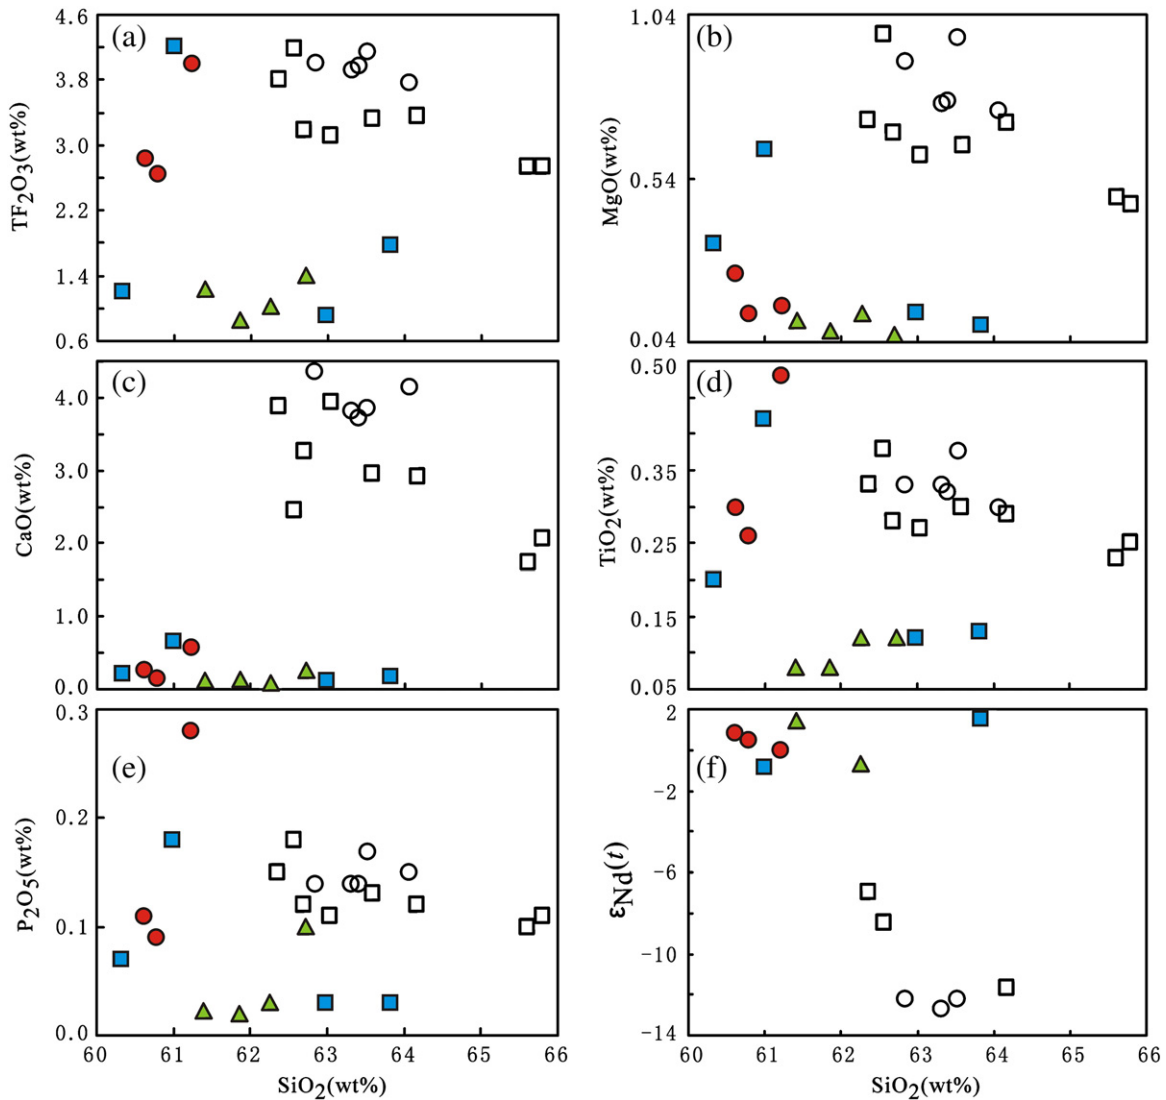 (a)
4.6
3.8
3.0
2.2
1.4
0.6
TF2O3(wt%)
(b)
1.04
0.54
0.04
MgO(wt%)
(c)
4.0
3.0
2.0
1.0
0.0
CaO(wt%)
(d)
0.50
0.35
0.25
0.15
0.05
TiO2(wt%)
(e)
0.3
0.2
0.1
0.0
P2O5(wt%)
60 61 62 63 64 65 66
SiO2(wt%)
(f)
2
-2
-6
-10
-14
εNd(t)
60 61 62 63 64 65 66
SiO2(wt%)